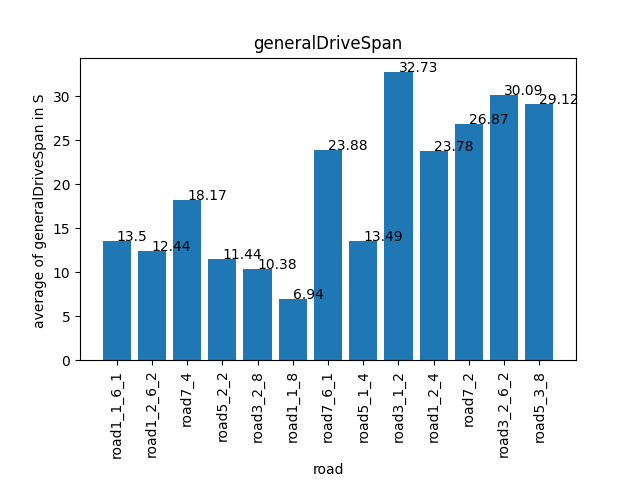 generalDriveSpan
average of generalDriveSpan in S
30
25
20
15
10
5
0
13.5
12.44
18.17
11.44
10.38
6.94
23.88
13.49
32.73
23.78
26.87
30.09
29.12
road1_1_6_1
road1_2_6_2
road7_4
road5_2_2
road3_2_8
road1_1_8
road7_6_1
road5_1_4
road3_1_2
road1_2_4
road7_2
road3_2_6_2
road5_3_8
road